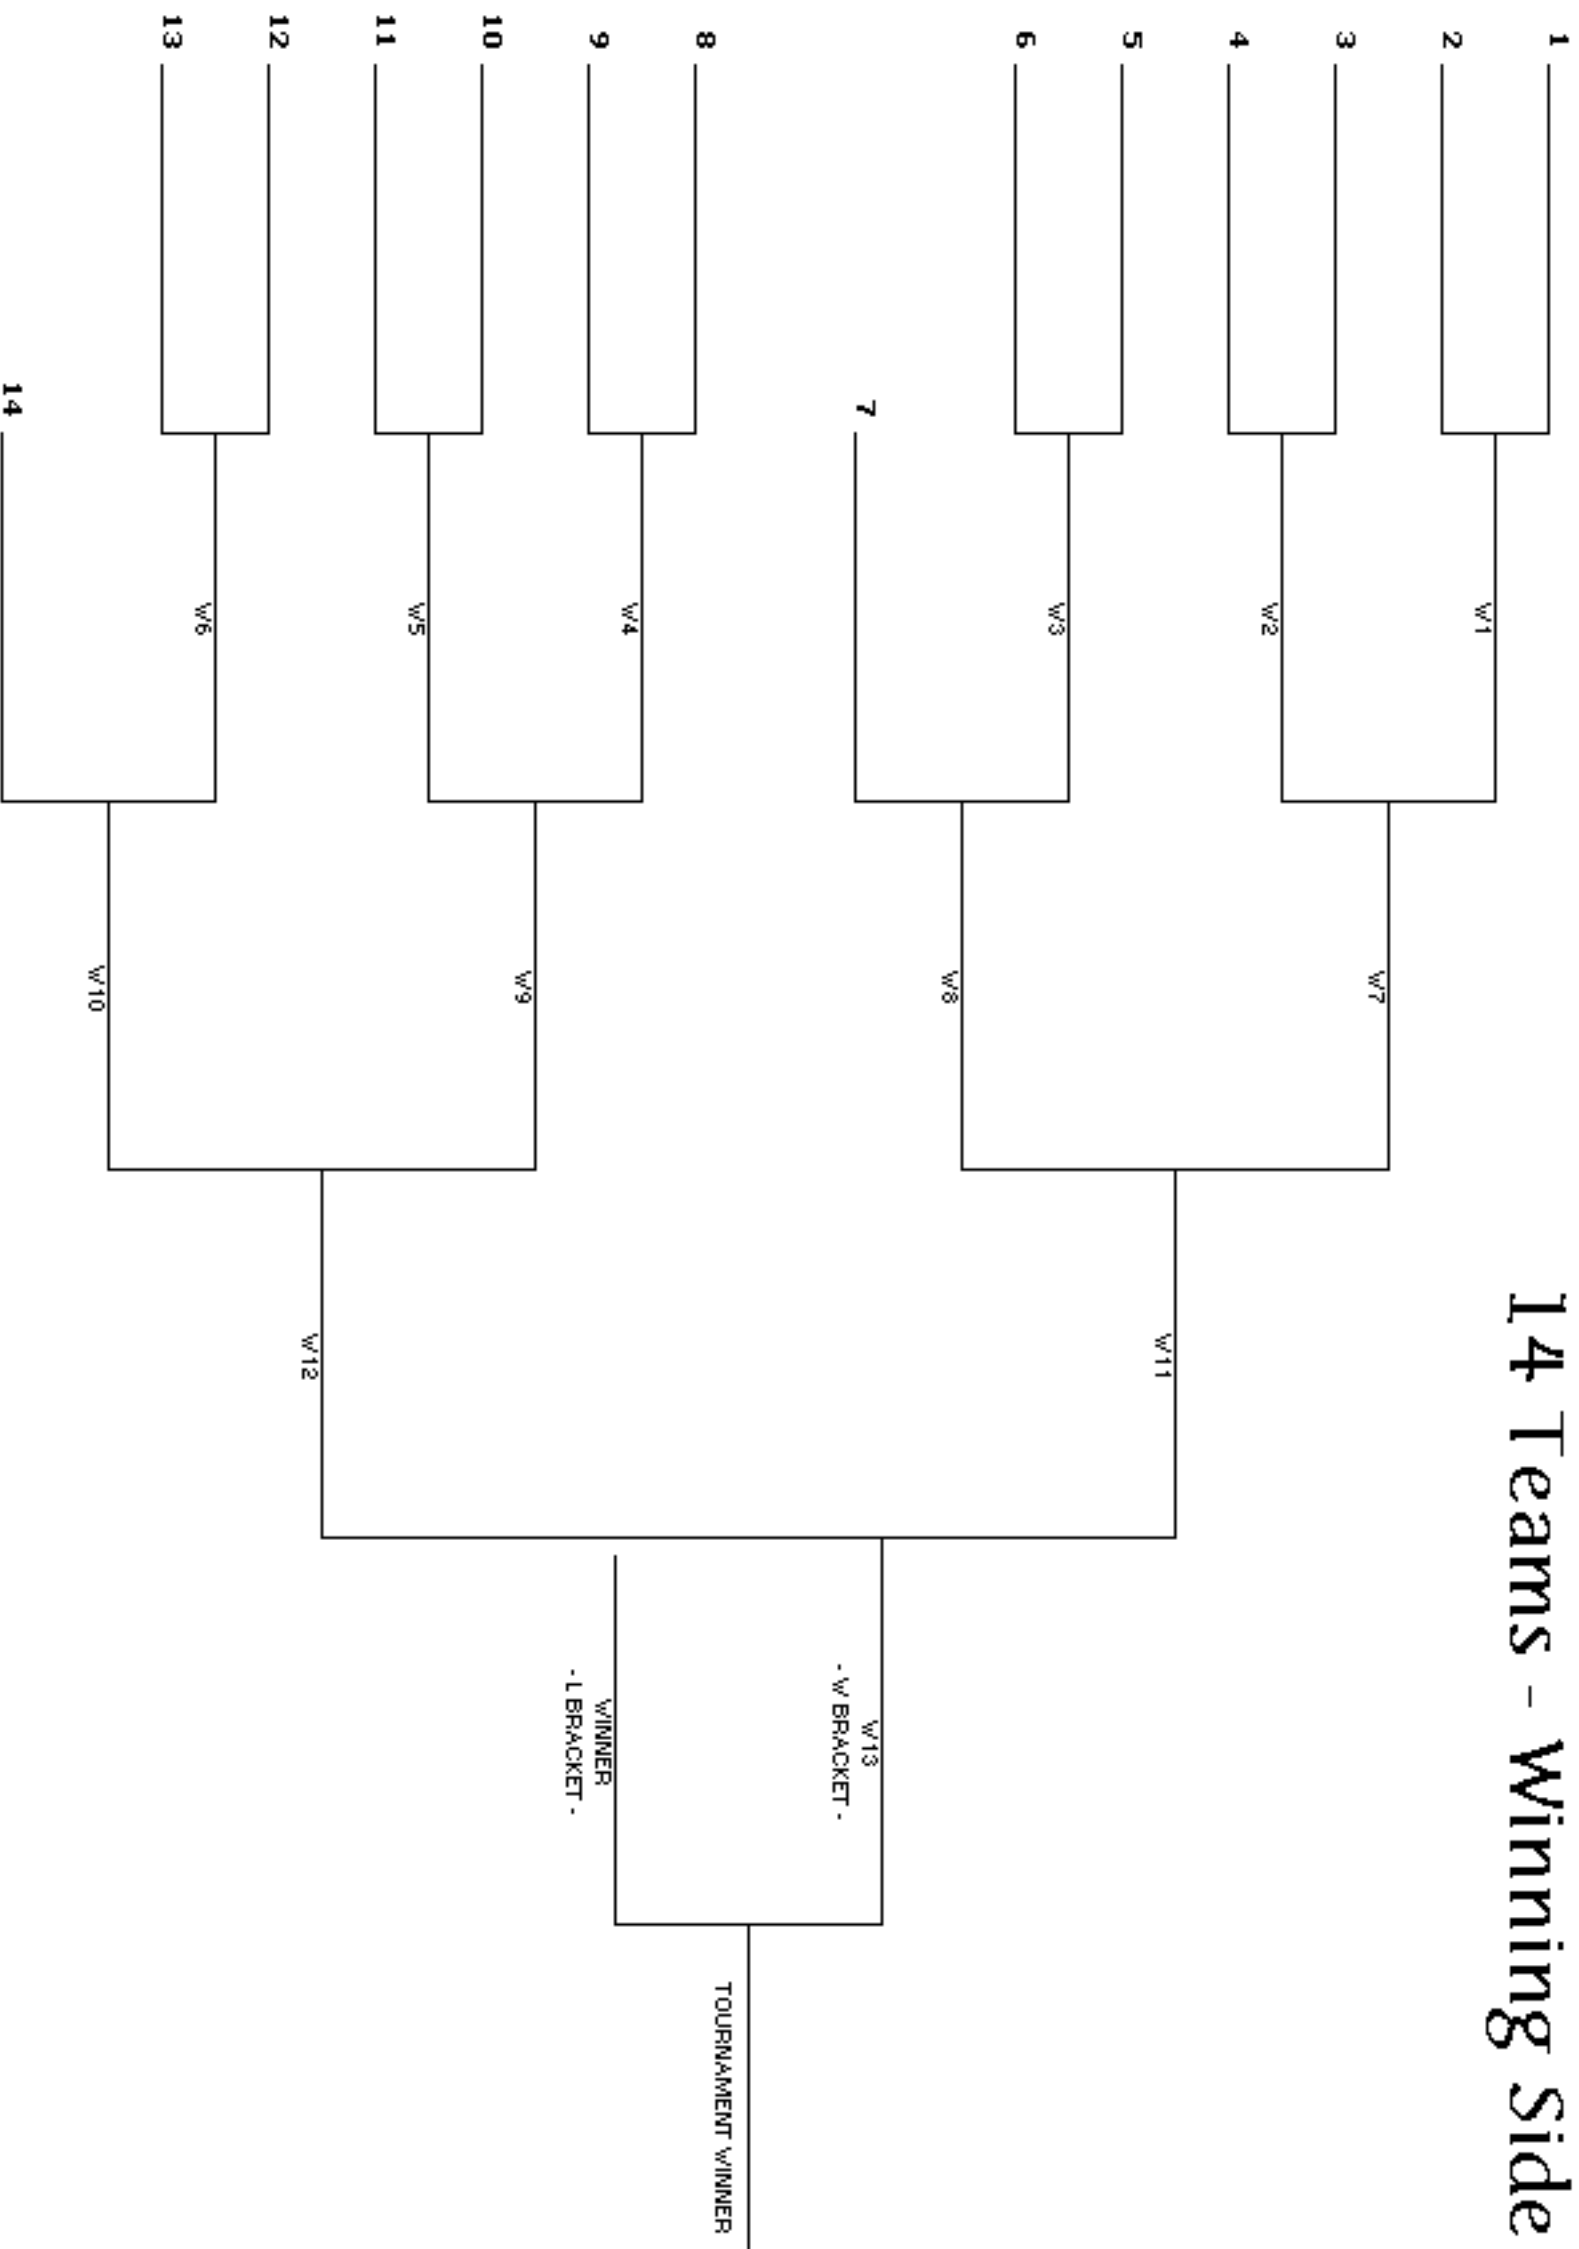 14 Teams - Winning Side
1
W1
2
W7
3
W2
4
W11
5
W3
6
W8
7
W13
- W BRACKET -
TOURNAMENT WINNER
8
W4
9
WINNER
- L BRACKET -
W9
10
W5
11
W12
12
W6
13
W10
14